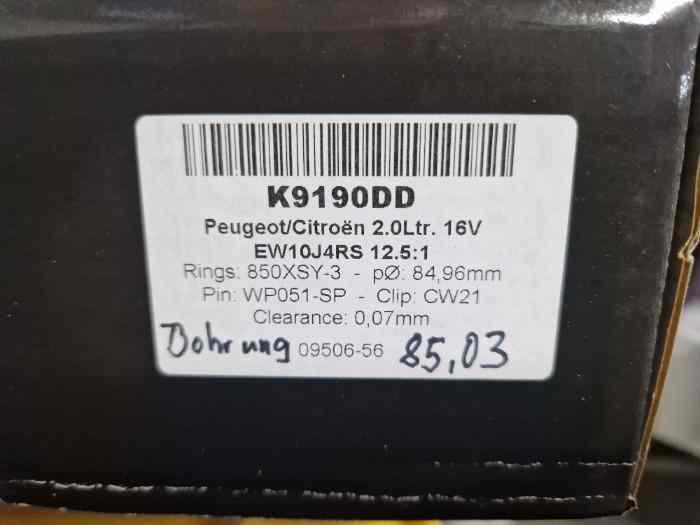 K9190DD
Peugeot/Citroën 2.0Ltr. 16V
EW10J4RS 12.5:1
Rings: 850XSY-3 - pØ: 84,96mm
Pin: WP051-SP - Clip: CW21
Clearance: 0,07mm
Bohrung 09506-56 85,03